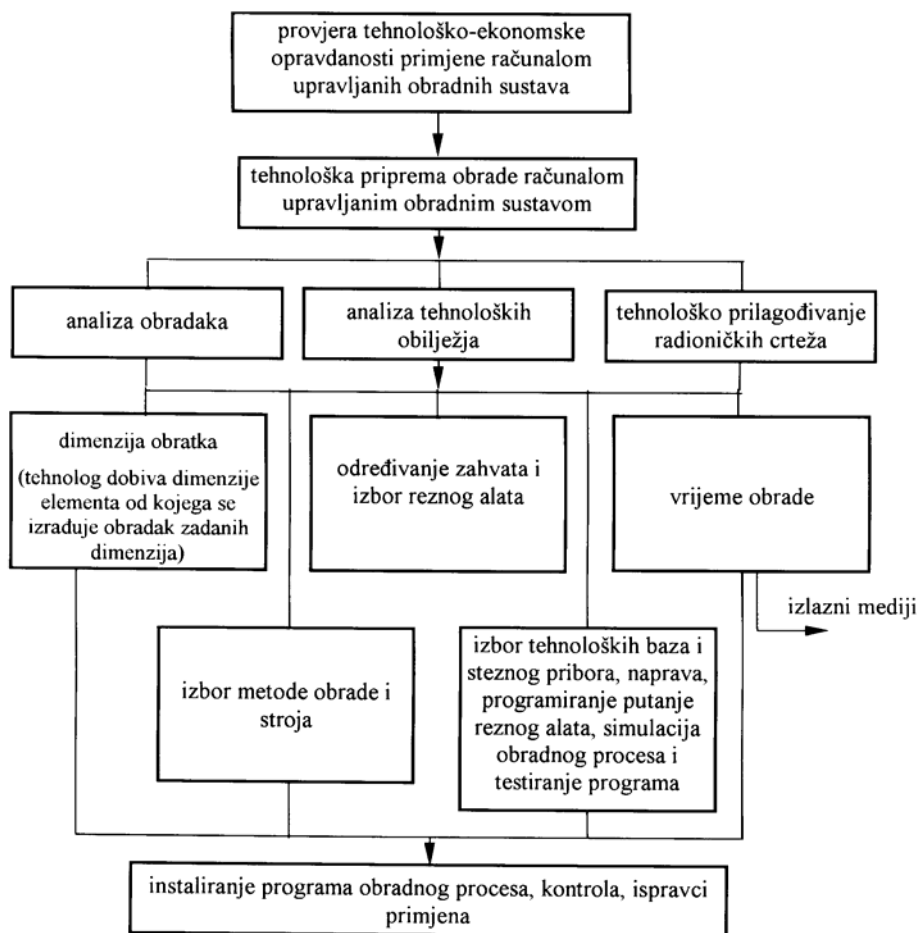 provjera tehnološko-ekonomske
opravdanosti primjene računalom
upravljanih obradnih sustava
tehnološka priprema obrade računalom
upravljanim obradnim sustavom
analiza obradaka
analiza tehnoloških
obilježja
tehnološko prilagođivanje
radioničkih crteža
dimenzija obratka
(tehnolog dobiva dimenzije
elementa od kojega se
izrađuje obradak zadanih
dimenzija)
određivanje zahvata i
izbor reznog alata
vrijeme obrade
izlazni mediji
izbor metode obrade i
stroja
izbor tehnoloških baza i
steznog pribora, naprava,
programiranje putanje
reznog alata, simulacija
obradnog procesa i
testiranje programa
instaliranje programa obradnog procesa, kontrola, ispravci
primjena